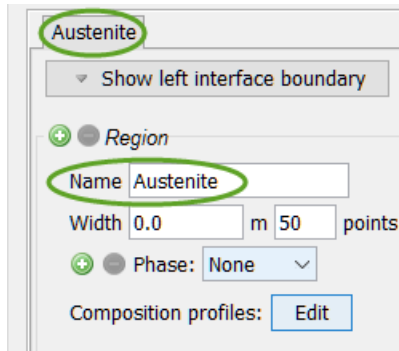 Austenite
Show left interface boundary
Region
Name Austenite
Width 0.0 m 50 points
Phase: None
Composition profiles: Edit